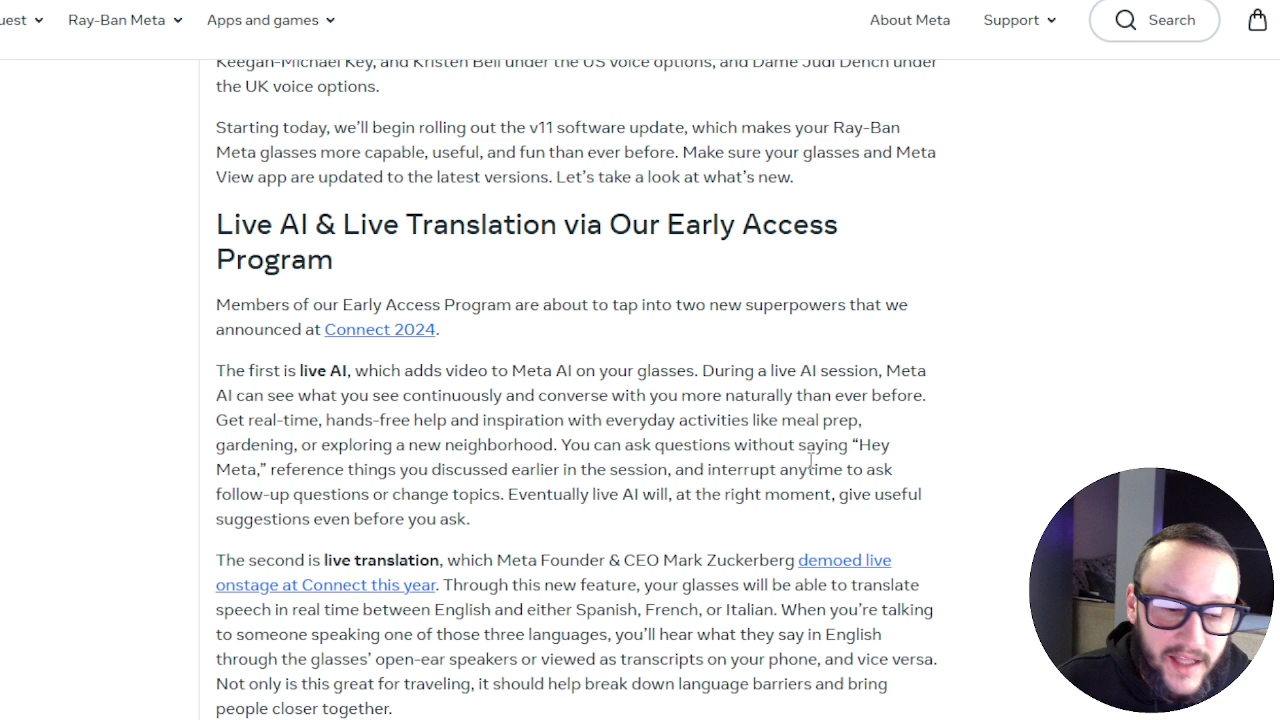 uest
Ray-Ban Meta
Apps and games
About Meta
Support
Search
Keegan-Michael Key, and Kristen Bell under the US voice options, and Dame Judi Dench under
the UK voice options.
Starting today, we’ll begin rolling out the v11 software update, which makes your Ray-Ban
Meta glasses more capable, useful, and fun than ever before. Make sure your glasses and Meta
View app are updated to the latest versions. Let’s take a look at what’s new.
Live AI & Live Translation via Our Early Access
Program
Members of our Early Access Program are about to tap into two new superpowers that we
announced at Connect 2024.
The first is live AI, which adds video to Meta AI on your glasses. During a live AI session, Meta
AI can see what you see continuously and converse with you more naturally than ever before.
Get real-time, hands-free help and inspiration with everyday activities like meal prep,
gardening, or exploring a new neighborhood. You can ask questions without saying “Hey
Meta,” reference things you discussed earlier in the session, and interrupt anytime to ask
follow-up questions or change topics. Eventually live AI will, at the right moment, give useful
suggestions even before you ask.
The second is live translation, which Meta Founder & CEO Mark Zuckerberg demoed live
onstage at Connect this year. Through this new feature, your glasses will be able to translate
speech in real time between English and either Spanish, French, or Italian. When you’re talking
to someone speaking one of those three languages, you’ll hear what they say in English
through the glasses’ open-ear speakers or viewed as transcripts on your phone, and vice versa.
Not only is this great for traveling, it should help break down language barriers and bring
people closer together.